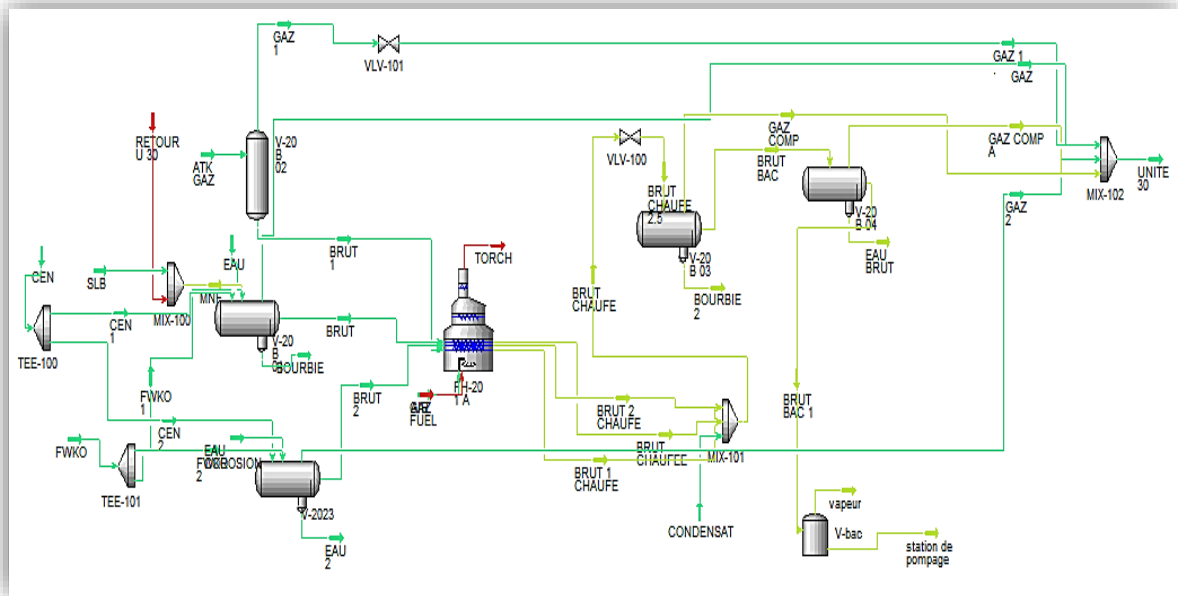 GAZ
1
VLV-101
GAZ 1
GAZ
RETOUR
U 30
V-20
B
02
ATK
GAZ
VLV-100
GAZ
COMP
BRUT
BAC
GAZ COMP
A
UNITE
30
MIX-102
BRUT
CHAUFE
2.5
V-20
B 03
V-20
B 04
GAZ
2
EAU
BRUT
BRUT
1
TORCH
CEN
SLB
EAU
MIX-100
CEN
1
V-20
B
BOURBIE
BRUT
BRUT
CHAUFE
BOURBIE
2
TEE-100
FWKO
1
CEN
2
BRUT
2
FUEL
1 A
BRUT 2
CHAUFE
BRUT
CHAUFEE
MIX-101
BRUT
BAC 1
FWKO
TEE-101
EAU
2
BRUT 1
CHAUFE
V-2023
EAU
2
CONDENSAT
vapeur
V-bac
station de
pompage